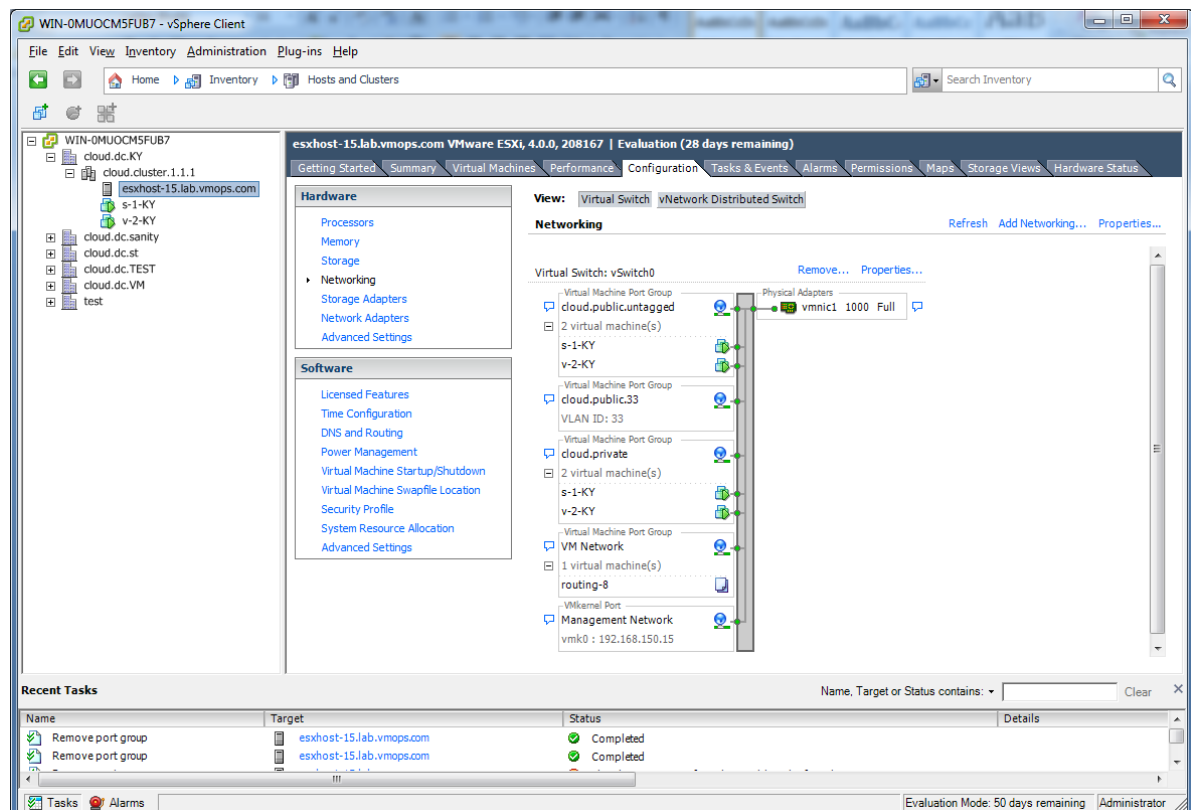 WIN-0MUOCM5FUB7 - vSphere Client
File Edit View Inventory Administration Plug-ins Help
Home Inventory Hosts and Clusters Search Inventory
WIN-0MUOCM5FUB7
cloud.dc.KY
cloud.cluster.1.1.1
esxhost-15.lab.vmops.com
s-1-KY
v-2-KY
cloud.dc.sanity
cloud.dc.st
cloud.dc.TEST
cloud.dc.VM
test
esxhost-15.lab.vmops.com VMware ESXi, 4.0.0, 208167 | Evaluation (28 days remaining)
Getting Started Summary Virtual Machines Performance Configuration Tasks & Events Alarms Permissions Maps Storage Views Hardware Status
Hardware
Processors
Memory
Storage
Networking
Storage Adapters
Network Adapters
Advanced Settings
Software
Licensed Features
Time Configuration
DNS and Routing
Power Management
Virtual Machine Startup/Shutdown
Virtual Machine Swapfile Location
Security Profile
System Resource Allocation
Advanced Settings
View: Virtual Switch vNetwork Distributed Switch
Networking Refresh Add Networking... Properties...
Virtual Switch: vSwitch0 Remove... Properties...
Virtual Machine Port Group Physical Adapters
cloud.public.untagged vmnic1 1000 Full
2 virtual machine(s)
s-1-KY
v-2-KY
Virtual Machine Port Group
cloud.public.33
VLAN ID: 33
Virtual Machine Port Group
cloud.private
2 virtual machine(s)
s-1-KY
v-2-KY
Virtual Machine Port Group
VM Network
1 virtual machine(s)
routing-8
VMkernel Port
Management Network
vmk0 : 192.168.150.15
Recent Tasks Name, Target or Status contains: Clear
Name Target Status Details
Remove port group esxhost-15.lab.vmops.com Completed
Remove port group esxhost-15.lab.vmops.com Completed
Tasks Alarms Evaluation Mode: 50 days remaining Administrator